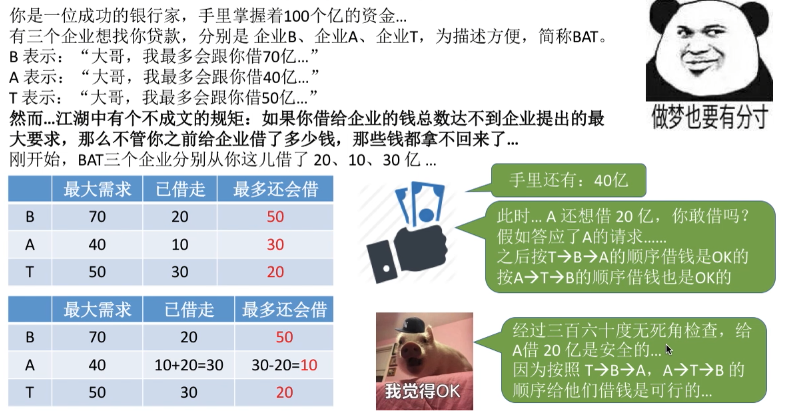 你是一位成功的银行家，手里掌握着100个亿的资金...
有三个企业想找你贷款，分别是 企业B、企业A、企业T，为描述方便，简称BAT。
B 表示：“大哥，我最多会跟你借70亿...”
A 表示：“大哥，我最多会跟你借40亿...”
T 表示：“大哥，我最多会跟你借50亿...”
然而...江湖中有个不成文的规矩：如果你借给企业的钱总数达不到企业提出的最
大要求，那么不管你之前给企业借了多少钱，那些钱都拿不回来了...
刚开始，BAT三个企业分别从你这儿借了 20、10、30 亿 ...
做梦也要有分寸
最大需求 已借走 最多还会借
B 70 20 50
A 40 10 30
T 50 30 20
手里还有：40亿
此时... A 还想借 20 亿，你敢借吗？
假如答应了A的请求......
之后按T→B→A的顺序借钱是OK的
按A→T→B的顺序借钱也是OK的
最大需求 已借走 最多还会借
B 70 20 50
A 40 10+20=30 30-20=10
T 50 30 20
我觉得OK
经过三百六十度无死角检查，给
A借 20 亿是安全的...
因为按照 T→B→A，A→T→B 的
顺序给他们借钱是可行的...